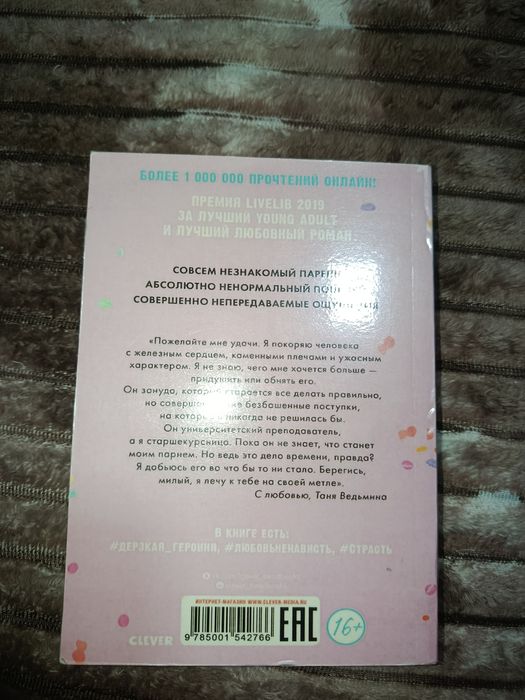 БОЛЕЕ 1 000 000 ПРОЧТЕНИЙ ОНЛАЙН!
ПРЕМИЯ LIVELIB 2019
ЗА ЛУЧШИЙ YOUNG ADULT
И ЛУЧШИЙ ЛЮБОВНЫЙ РОМАН
СОВСЕМ НЕЗНАКОМЫЙ
АБСОЛЮТНО НЕНОРМАЛЬНЫЙ
СОВЕРШЕННО НЕПЕРЕДАВАЕМЫЕ
«Пожелайте мне удачи. Я покоряю человека
с железным сердцем, каменными плечами и ужасным
характером. Я не знаю, чего мне хочется больше —
придушить или обнять его.
Он зануда, который старается все делать правильно,
но безбашенные поступки,
на я никогда не решилась бы.
Он университетский преподаватель,
а я старшекурсница. Пока он не знает, что станет
моим парнем. Но ведь это дело времени, правда?
Я добьюсь его во что бы то ни стало. Берегись,
милый, я лечу к тебе на своей метле».
С любовью, Таня Ведьмина
В КНИГЕ ЕСТЬ:
#ДЕРЗКАЯ_ГЕРОИНЯ, #ЛЮБОВЬНЕНАВИСТЬ, #СТРАСТЬ
ИНТЕРНЕТ-МАГАЗИН WWW.CLEVER-MEDIA.RU
CLEVER
9 785001 542766
EAC
16+